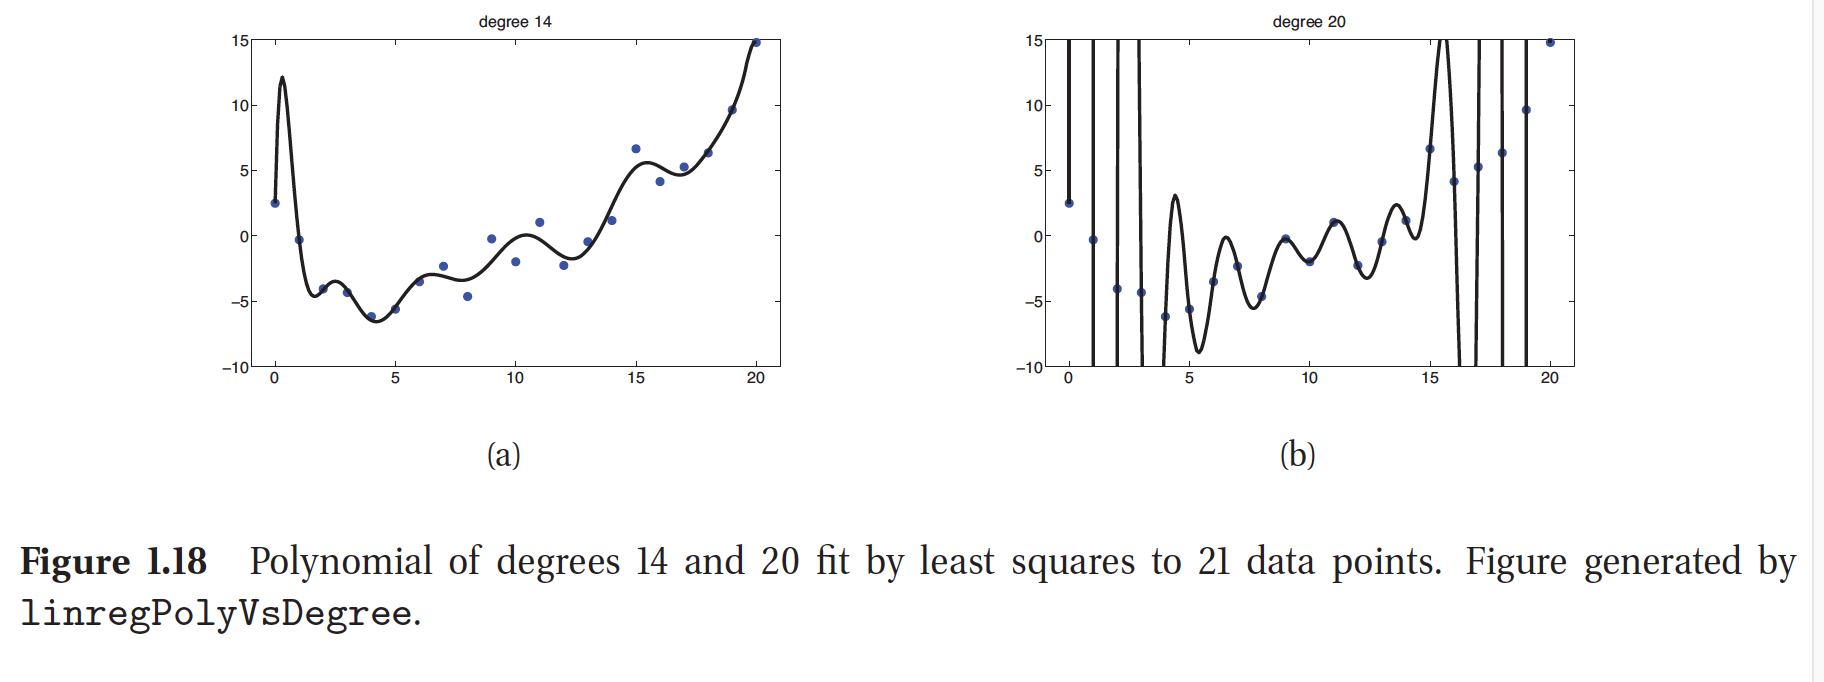 degree 14
15
10
5
0
−5
−10
0 5 10 15 20
(a)
degree 20
15
10
5
0
−5
−10
0 5 10 15 20
(b)
Figure 1.18 Polynomial of degrees 14 and 20 fit by least squares to 21 data points. Figure generated by
linregPolyVsDegree.